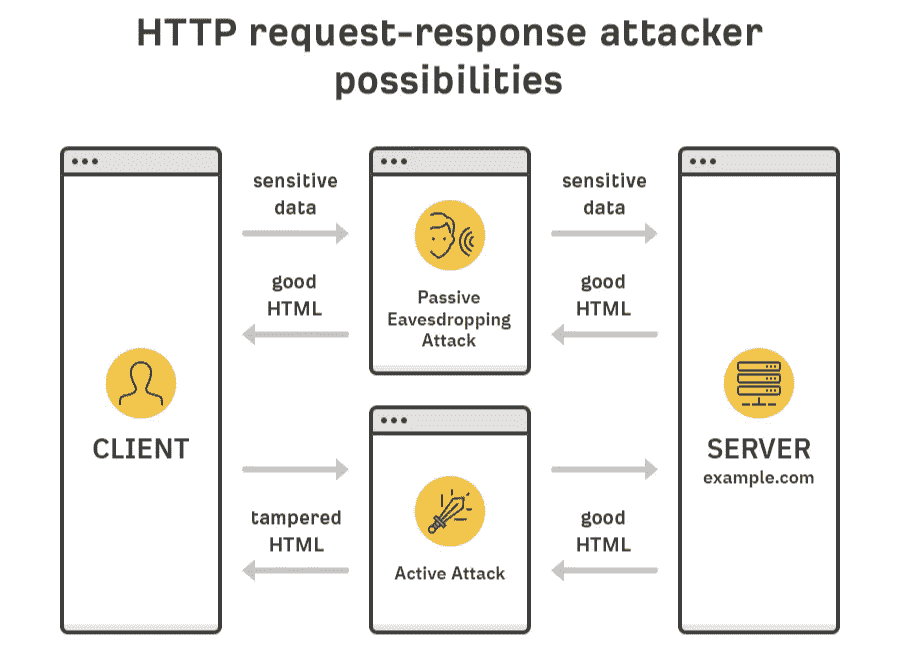 HTTP request-response attacker
possibilities
sensitive
data
good
HTML
Passive
Eavesdropping
Attack
sensitive
data
good
HTML
CLIENT
tampered
HTML
Active Attack
good
HTML
SERVER
example.com